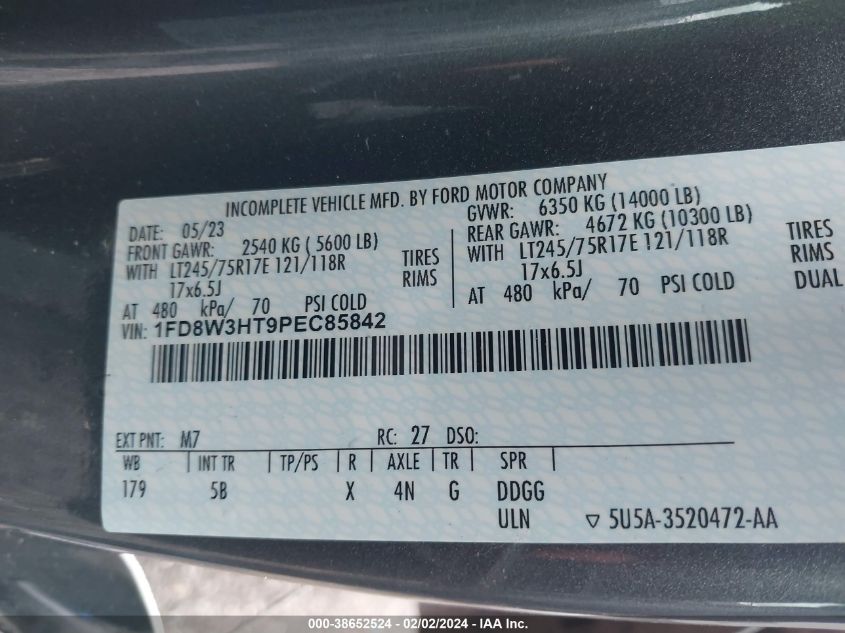 INCOMPLETE VEHICLE MFD. BY FORD MOTOR COMPANY
DATE: 05/23
FRONT GAWR: 2540 KG ( 5600 LB)
WITH LT245/75R17E 121/118R TIRES
17x6.5J RIMS
AT 480 kPa/ 70 PSI COLD
GVWR: 6350 KG (14000 LB)
REAR GAWR: 4672 KG (10300 LB)
WITH LT245/75R17E 121/118R TIRES
17x6.5J RIMS
AT 480 kPa/ 70 PSI COLD DUAL
VIN: 1FD8W3HT9PEC85842
EXT PNT: M7 RC: 27 DSO:
WB INT TR TP/PS R AXLE TR SPR
179 5B X 4N G DDGG
ULN ▽ 5U5A-3520472-AA
000-38652524 - 02/02/2024 - IAA Inc.